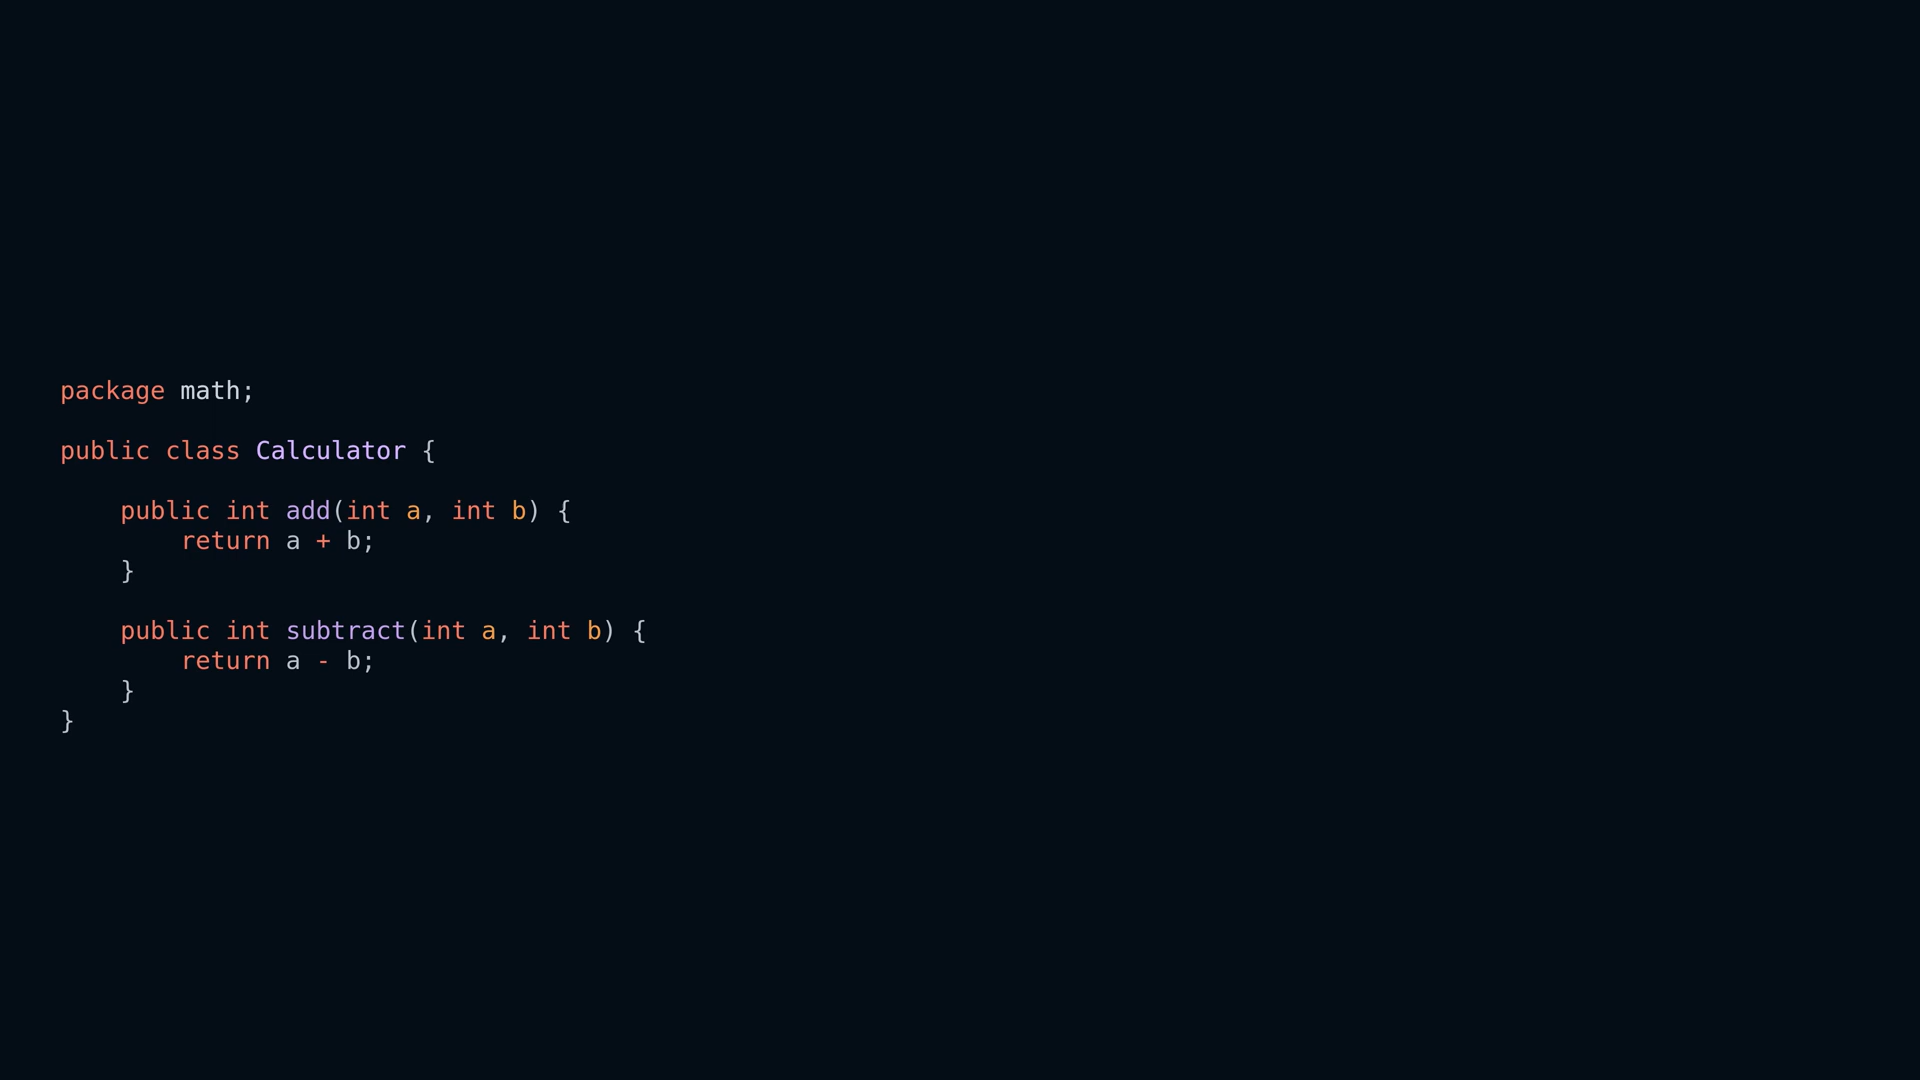 package math;

public class Calculator {

    public int add(int a, int b) {
        return a + b;
    }

    public int subtract(int a, int b) {
        return a - b;
    }
}